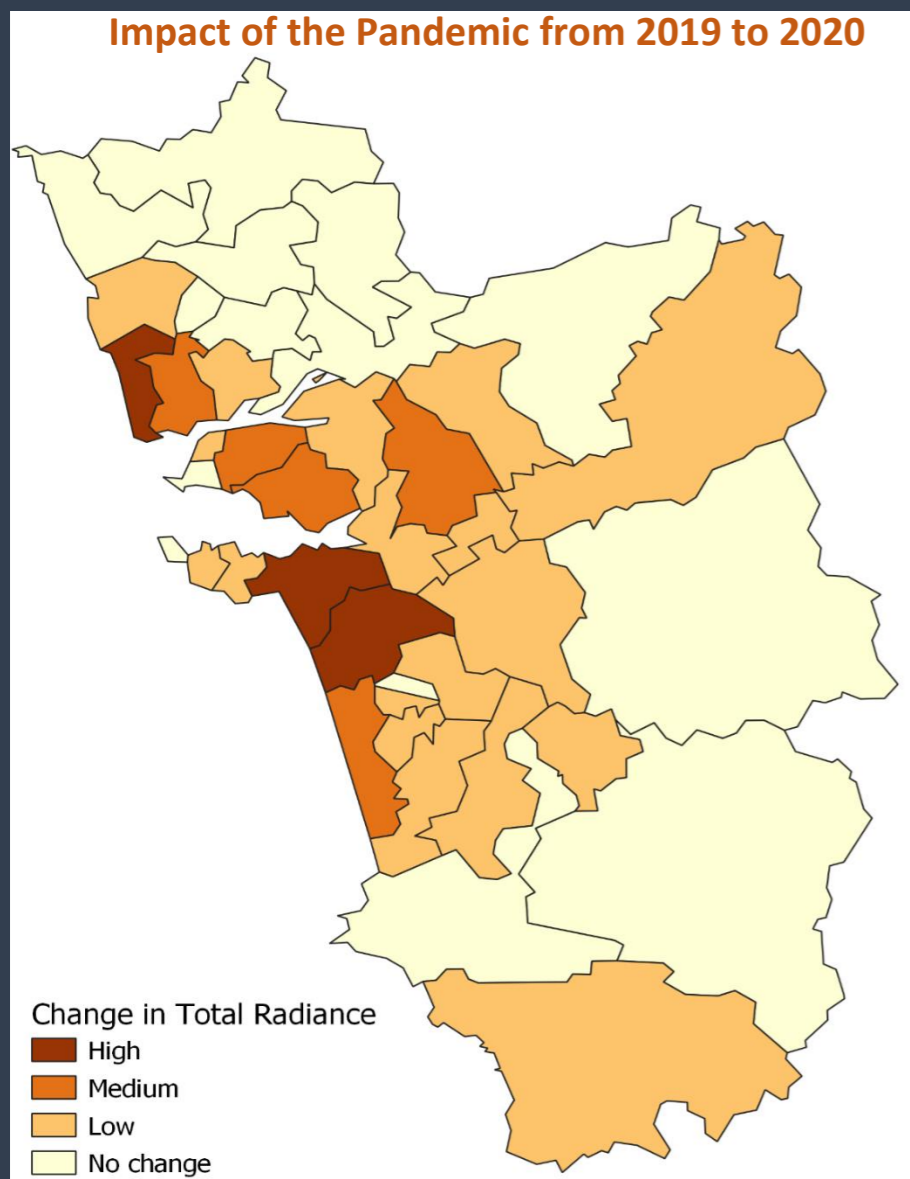 Impact of the Pandemic from 2019 to 2020
Change in Total Radiance
High
Medium
Low
No change